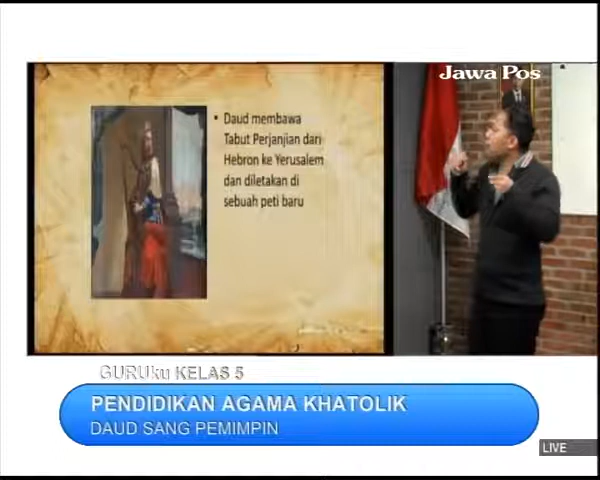 Jawa Pos
• Daud membawa
Tabut Perjanjian dari
Hebron ke Yerusalem
dan diletakan di
sebuah peti baru
GURUku KELAS 5
PENDIDIKAN AGAMA KHATOLIK
DAUD SANG PEMIMPIN
LIVE